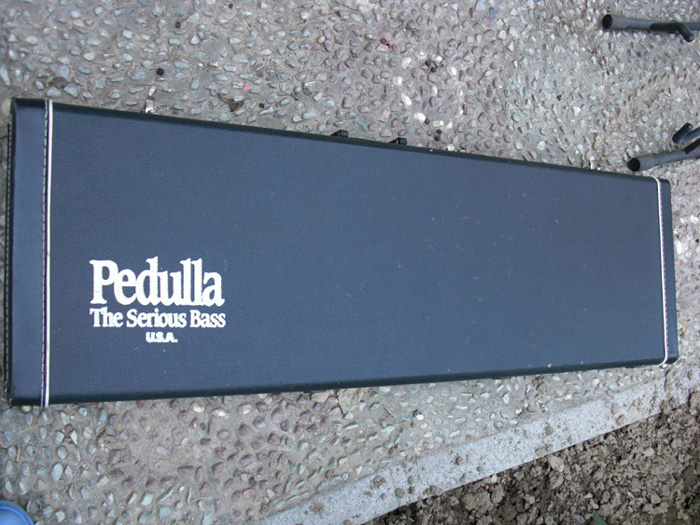 Pedulla
The Serious Bass
U.S.A.